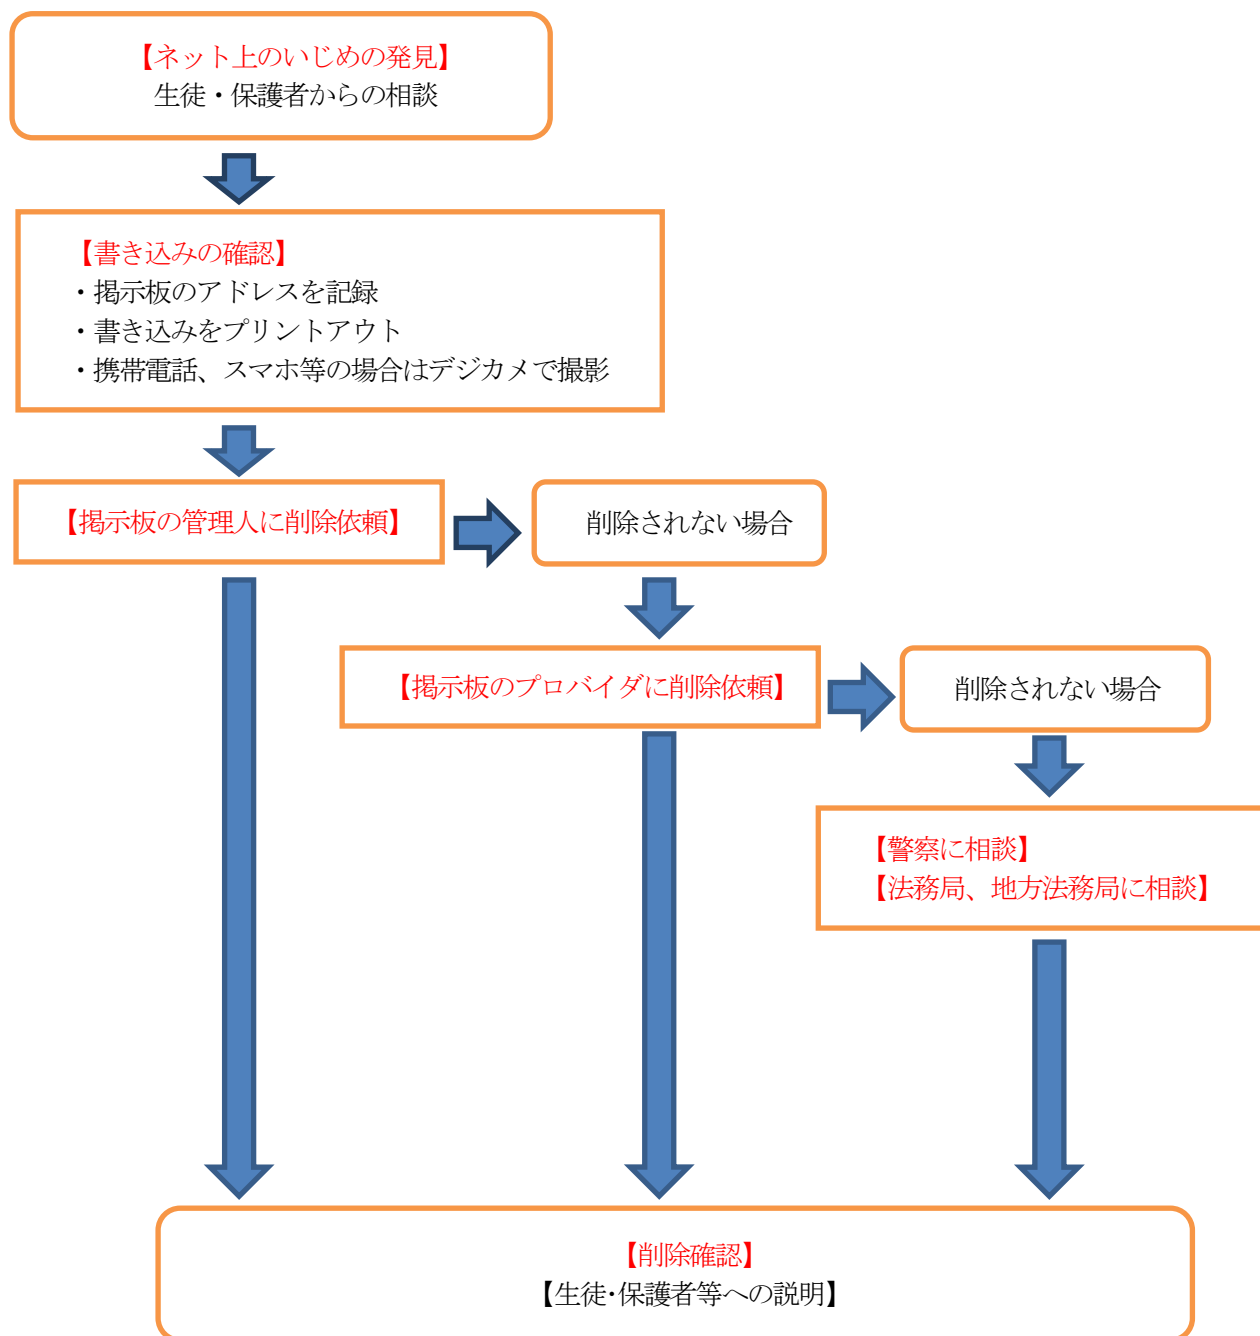 【ネット上のいじめの発見】
生徒・保護者からの相談
【書き込みの確認】
・掲示板のアドレスを記録
・書き込みをプリントアウト
・携帯電話、スマホ等の場合はデジカメで撮影
【掲示板の管理人に削除依頼】
削除されない場合
【掲示板のプロバイダに削除依頼】
削除されない場合
【警察に相談】
【法務局、地方法務局に相談】
【削除確認】
【生徒・保護者等への説明】